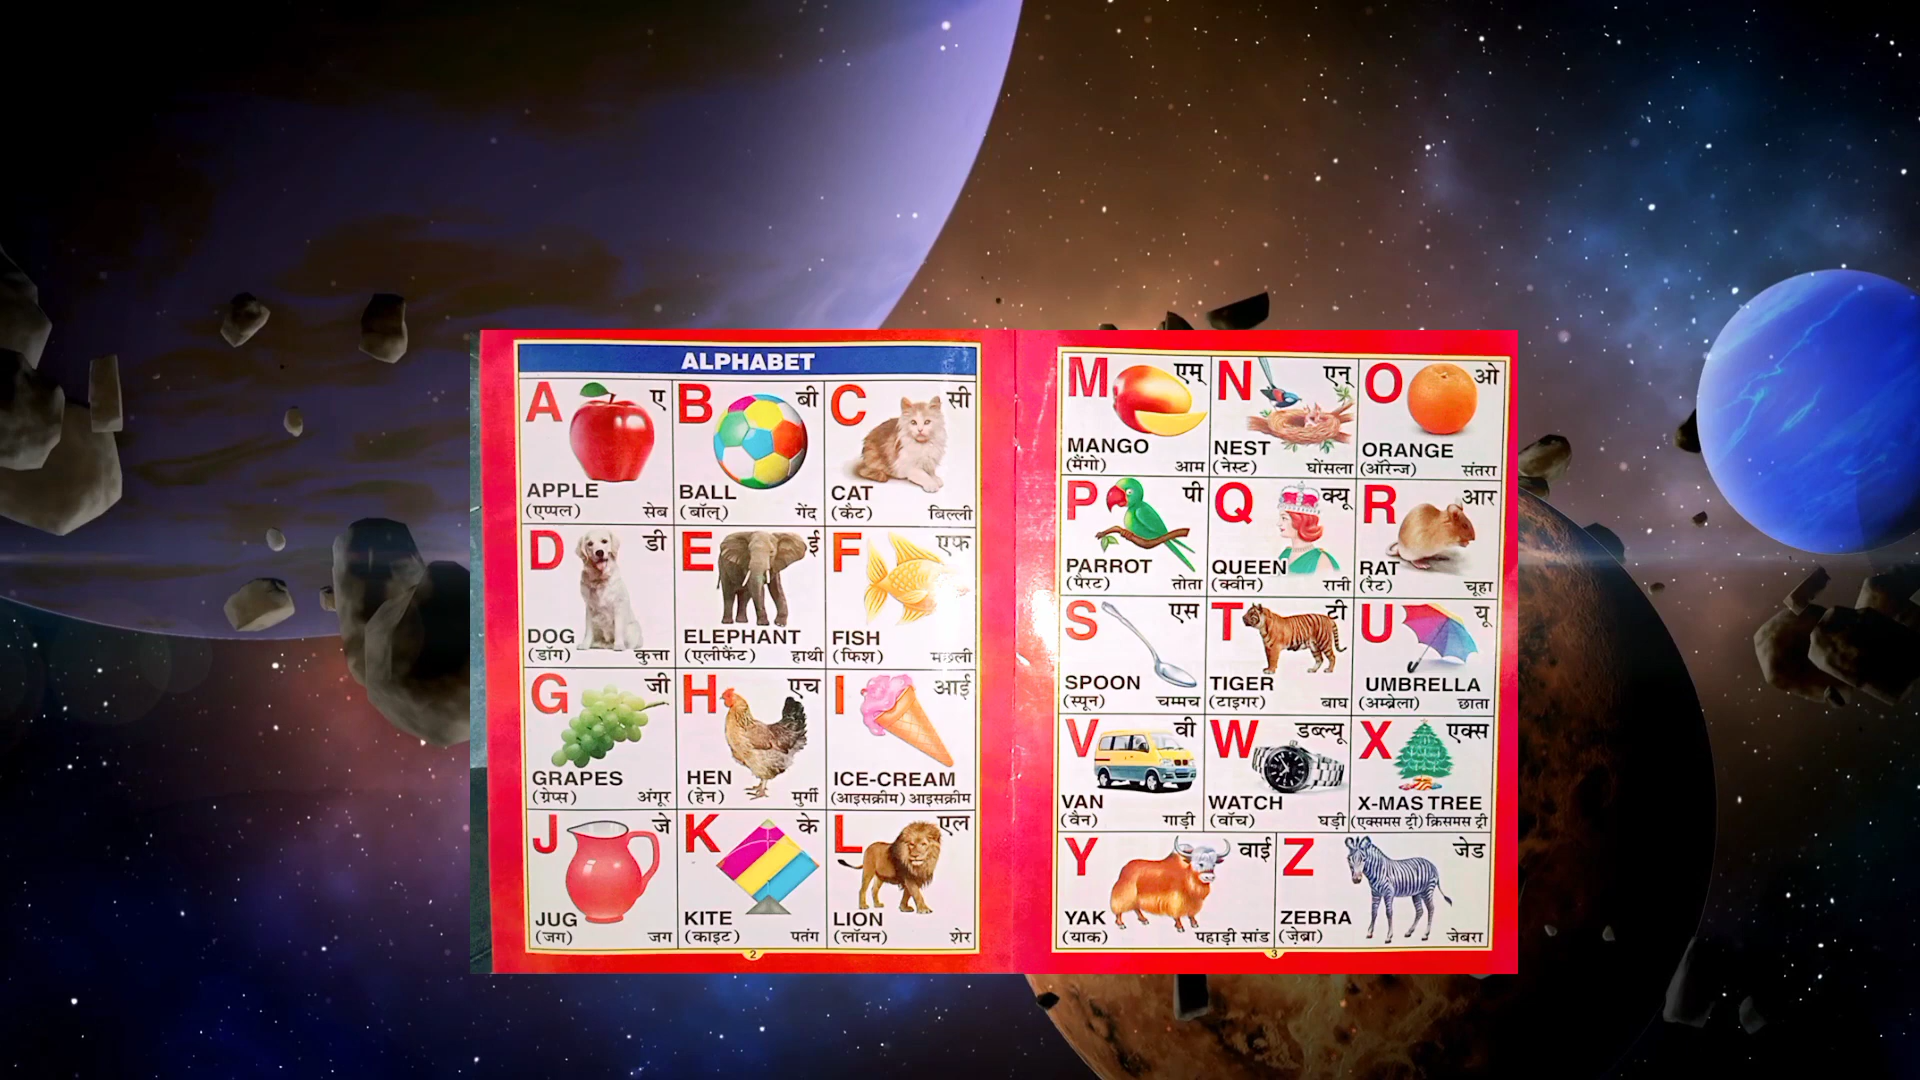 ALPHABET
A ए
APPLE
(एप्पल) सेब
B बी
BALL
(बॉल्) गेंद
C सी
CAT
(कैट) बिल्ली
D डी
DOG
(डॉग) कुत्ता
E ई
ELEPHANT
(एलीफैंट) हाथी
F एफ
FISH
(फिश) मछली
G जी
GRAPES
(ग्रेप्स) अंगूर
H एच
HEN
(हेन) मुर्गी
I आई
ICE-CREAM
(आइसक्रीम) आइसक्रीम
J जे
JUG
(जग) जग
K के
KITE
(काइट) पतंग
L एल
LION
(लॉयन) शेर
2
M एम्
MANGO
(मैंगो) आम
N एन्
NEST
(नेस्ट) घोंसला
O ओ
ORANGE
(ऑरेन्ज) संतरा
P पी
PARROT
(पैरट) तोता
Q क्यू
QUEEN
(क्वीन) रानी
R आर
RAT
(रैट) चूहा
S एस
SPOON
(स्पून) चम्मच
T टी
TIGER
(टाइगर) बाघ
U यू
UMBRELLA
(अम्ब्रेला) छाता
V वी
VAN
(वैन) गाड़ी
W डब्ल्यू
WATCH
(वॉच) घड़ी
X एक्स
X-MAS TREE
(एक्समस ट्री) क्रिसमस ट्री
Y वाई
YAK
(याक) पहाड़ी सांड
Z जेड
ZEBRA
(ज़ेब्रा) जेबरा
3